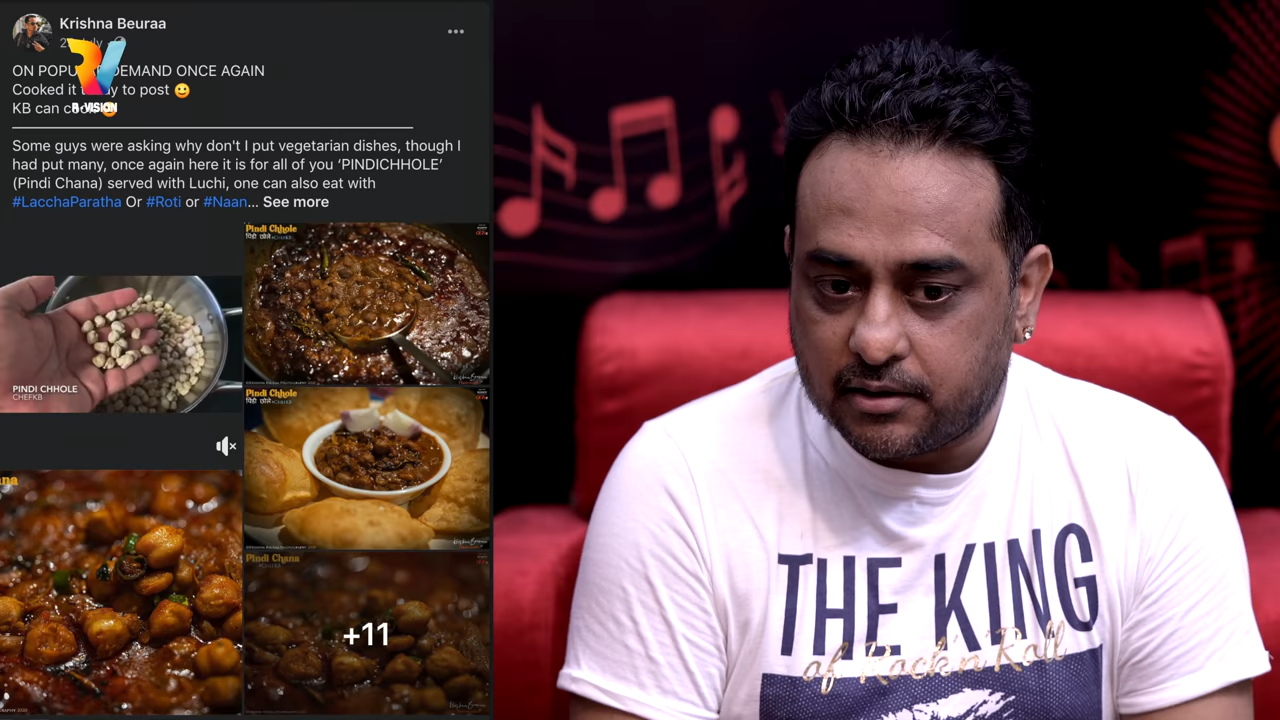 Krishna Beuraa
ON POPU DEMAND ONCE AGAIN
Cooked it to post
KB can
R VISION
Some guys were asking why don't I put vegetarian dishes, though I
had put many, once again here it is for all of you ‘PINDICHHOLE’
(Pindi Chana) served with Luchi, one can also eat with
#LacchaParatha Or #Roti or #Naan... See more
Pindi Chhole
पिंडी छोले
PINDI CHHOLE
CHEFKB
Pindi Chhole
पिंडी छोले
ana
Pindi Chana
+11
THE KING
of Rock'n'Roll